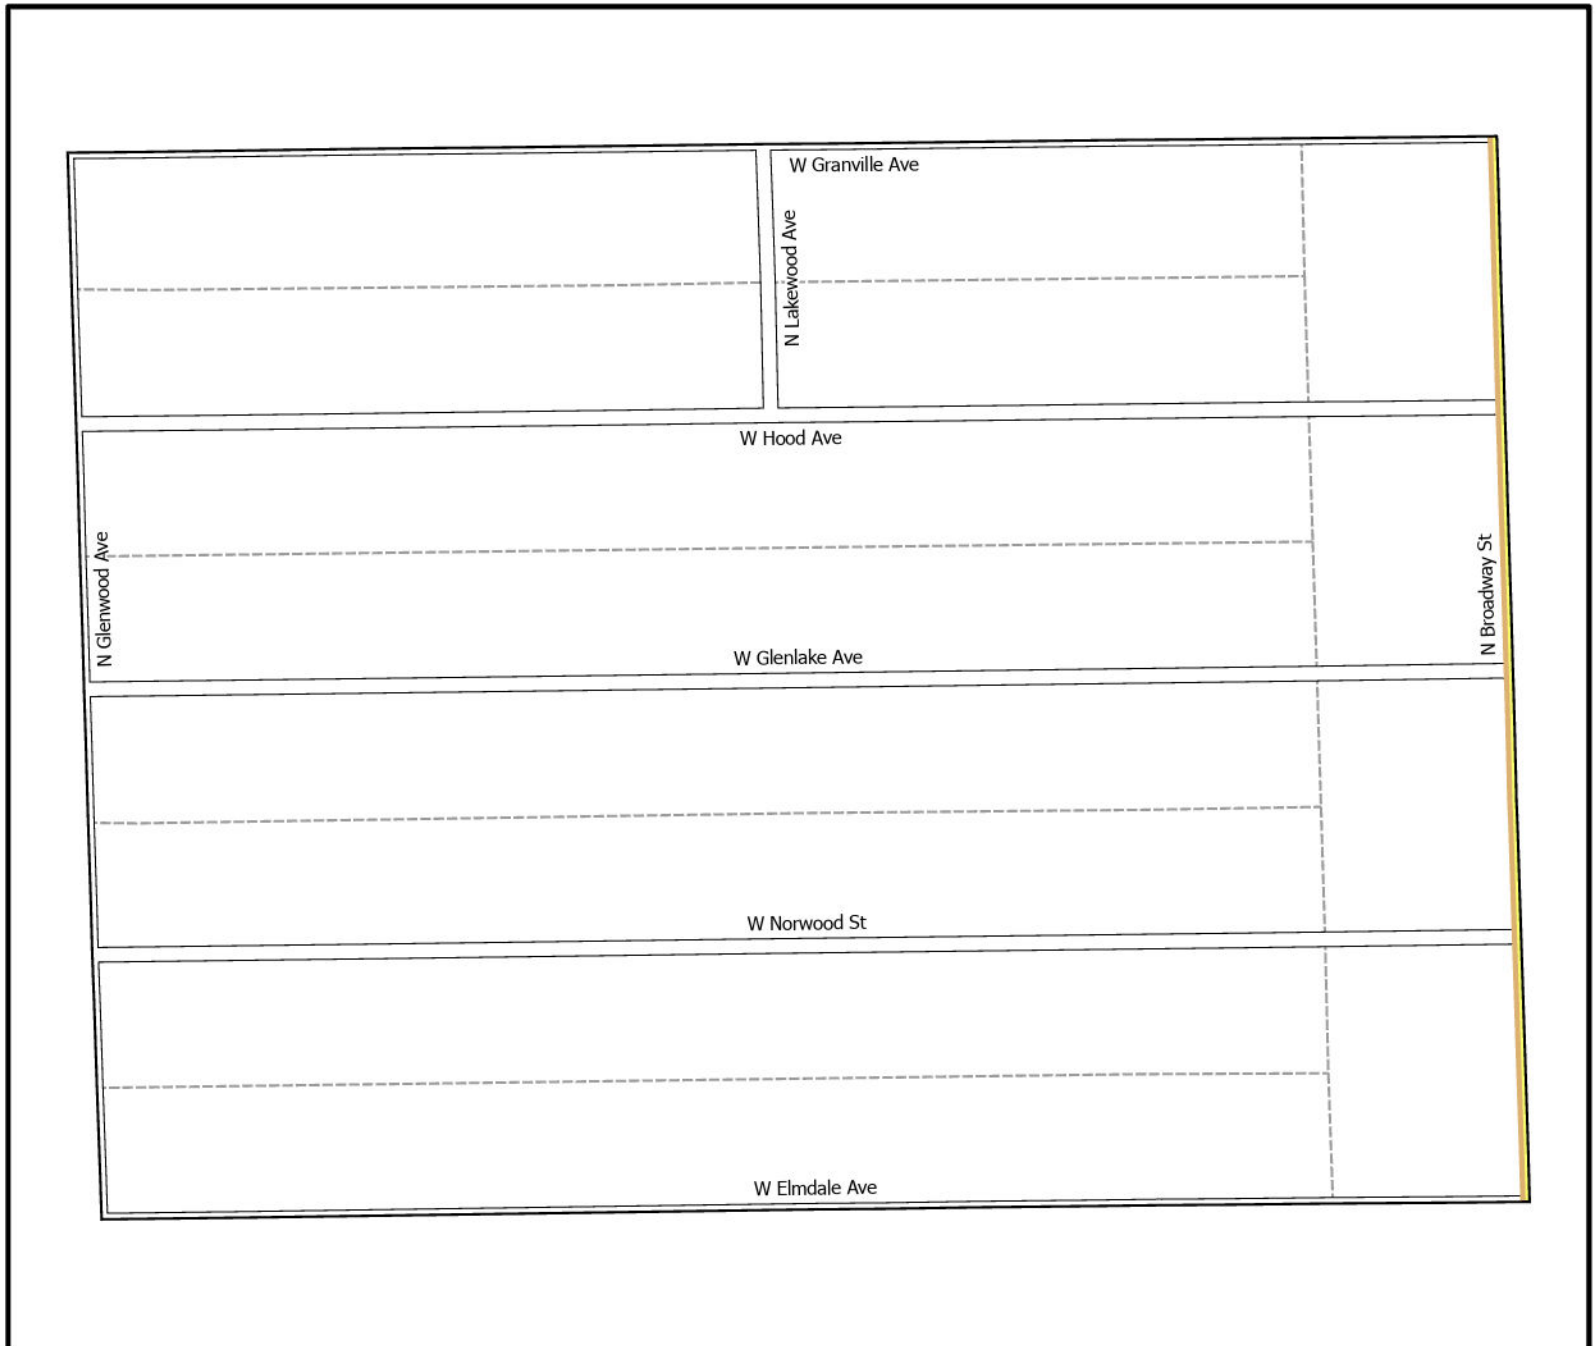 W Granville Ave
N Lakewood Ave
W Hood Ave
N Glenwood Ave
N Broadway St
W Glenlake Ave
W Norwood St
W Elmdale Ave